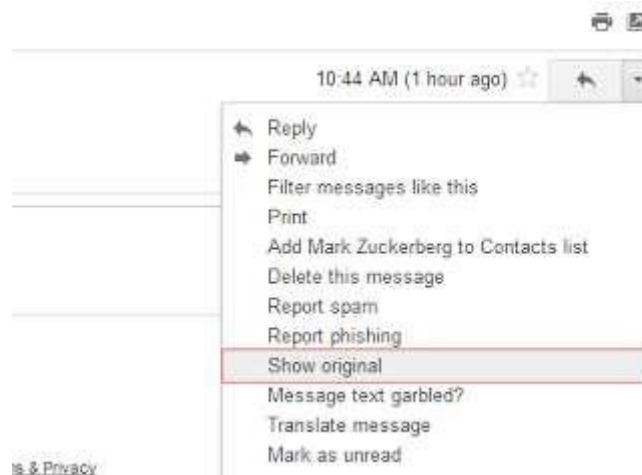 10:44 AM (1 hour ago)
Reply
Forward
Filter messages like this
Print
Add Mark Zuckerberg to Contacts list
Delete this message
Report spam
Report phishing
Show original
Message text garbled?
Translate message
Mark as unread
& Privacy